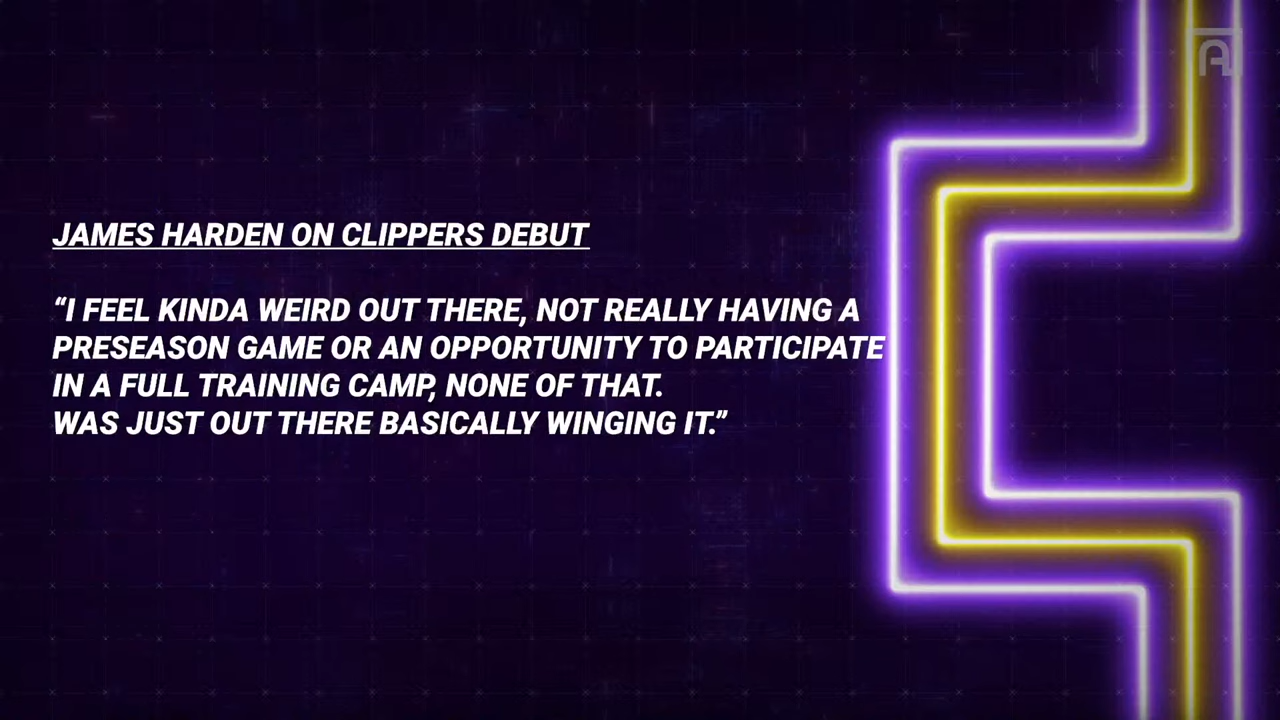 JAMES HARDEN ON CLIPPERS DEBUT
“I FEEL KINDA WEIRD OUT THERE, NOT REALLY HAVING A
PRESEASON GAME OR AN OPPORTUNITY TO PARTICIPATE
IN A FULL TRAINING CAMP, NONE OF THAT.
WAS JUST OUT THERE BASICALLY WINGING IT.”